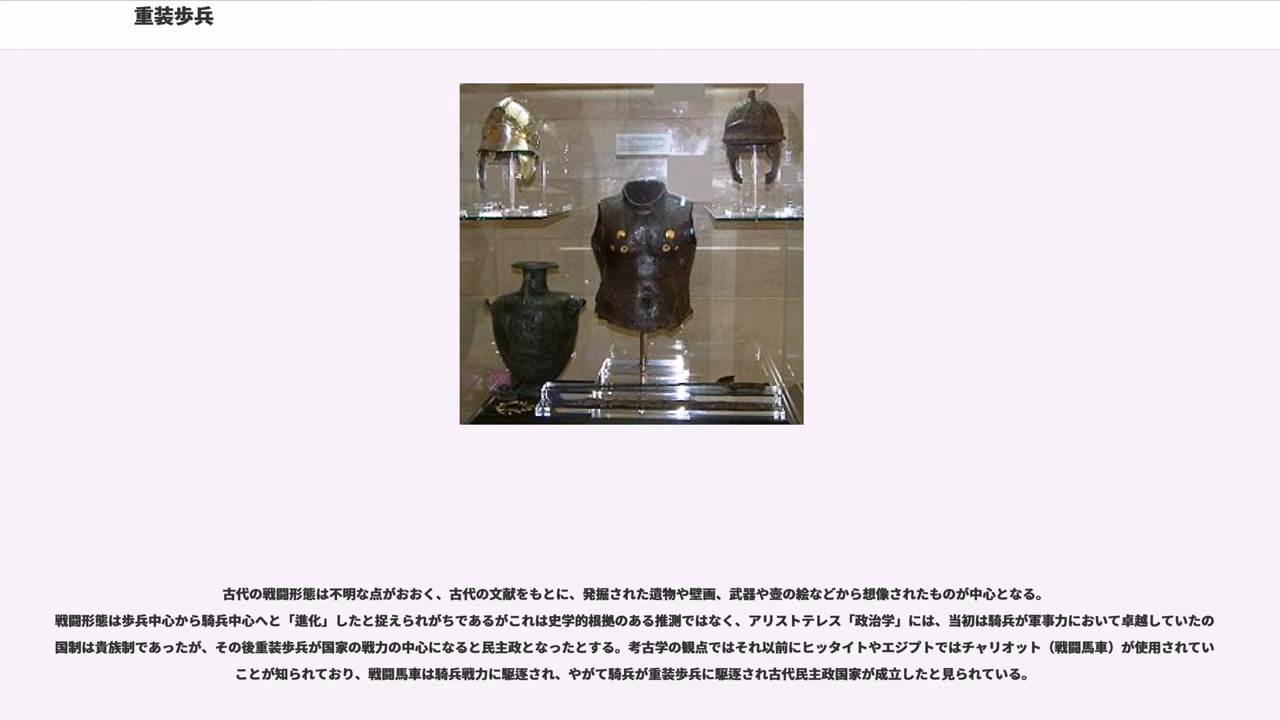 重装歩兵
古代の戦闘形態は不明な点がおおく、古代の文献をもとに、発掘された遺物や壁画、武器や壺の絵などから想像されたものが中心となる。
戦闘形態は歩兵中心から騎兵中心へと「進化」したと捉えられがちであるがこれは史学的根拠のある推測ではなく、アリストテレス「政治学」には、当初は騎兵が軍事力において卓越していたの
国制は貴族制であったが、その後重装歩兵が国家の戦力の中心になると民主政となったとする。考古学の観点ではそれ以前にヒッタイトやエジプトではチャリオット（戦闘馬車）が使用されてい
ことが知られており、戦闘馬車は騎兵戦力に駆逐され、やがて騎兵が重装歩兵に駆逐され古代民主政国家が成立したと見られている。